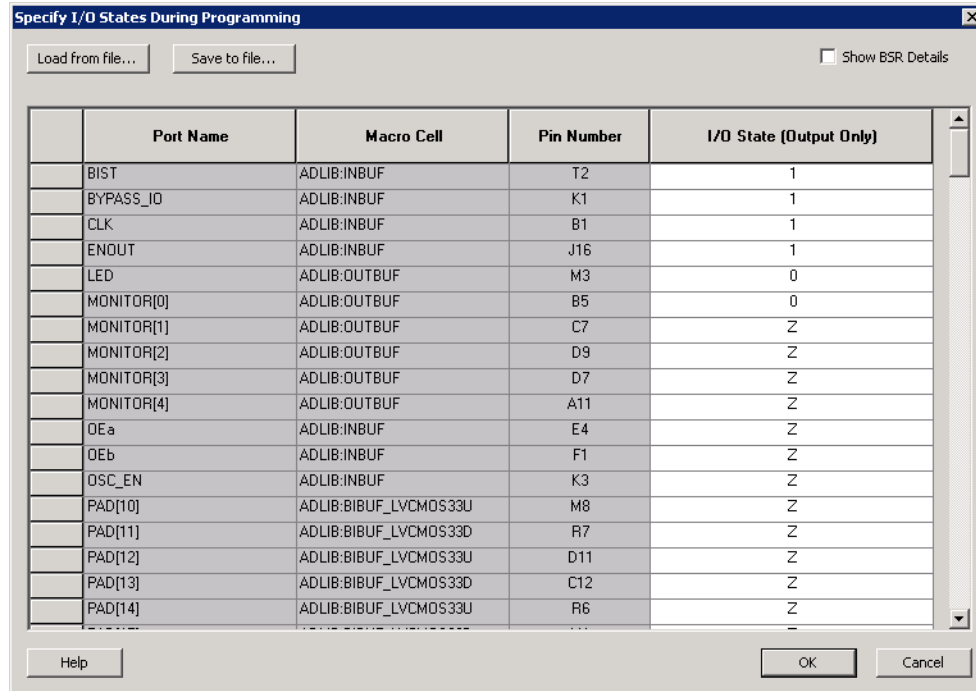 Specify I/O States During Programming
Load from file... Save to file... Show BSR Details
Port Name Macro Cell Pin Number I/O State (Output Only)
BIST ADLIB:INBUF T2 1
BYPASS_IO ADLIB:INBUF K1 1
CLK ADLIB:INBUF B1 1
ENOUT ADLIB:INBUF J16 1
LED ADLIB:OUTBUF M3 0
MONITOR[0] ADLIB:OUTBUF B5 0
MONITOR[1] ADLIB:OUTBUF C7 Z
MONITOR[2] ADLIB:OUTBUF D9 Z
MONITOR[3] ADLIB:OUTBUF D7 Z
MONITOR[4] ADLIB:OUTBUF A11 Z
OEa ADLIB:INBUF E4 Z
OEb ADLIB:INBUF F1 Z
OSC_EN ADLIB:INBUF K3 Z
PAD[10] ADLIB:BIBUF_LVCMOS33U M8 Z
PAD[11] ADLIB:BIBUF_LVCMOS33D R7 Z
PAD[12] ADLIB:BIBUF_LVCMOS33U D11 Z
PAD[13] ADLIB:BIBUF_LVCMOS33D C12 Z
PAD[14] ADLIB:BIBUF_LVCMOS33U R6 Z
Help OK Cancel